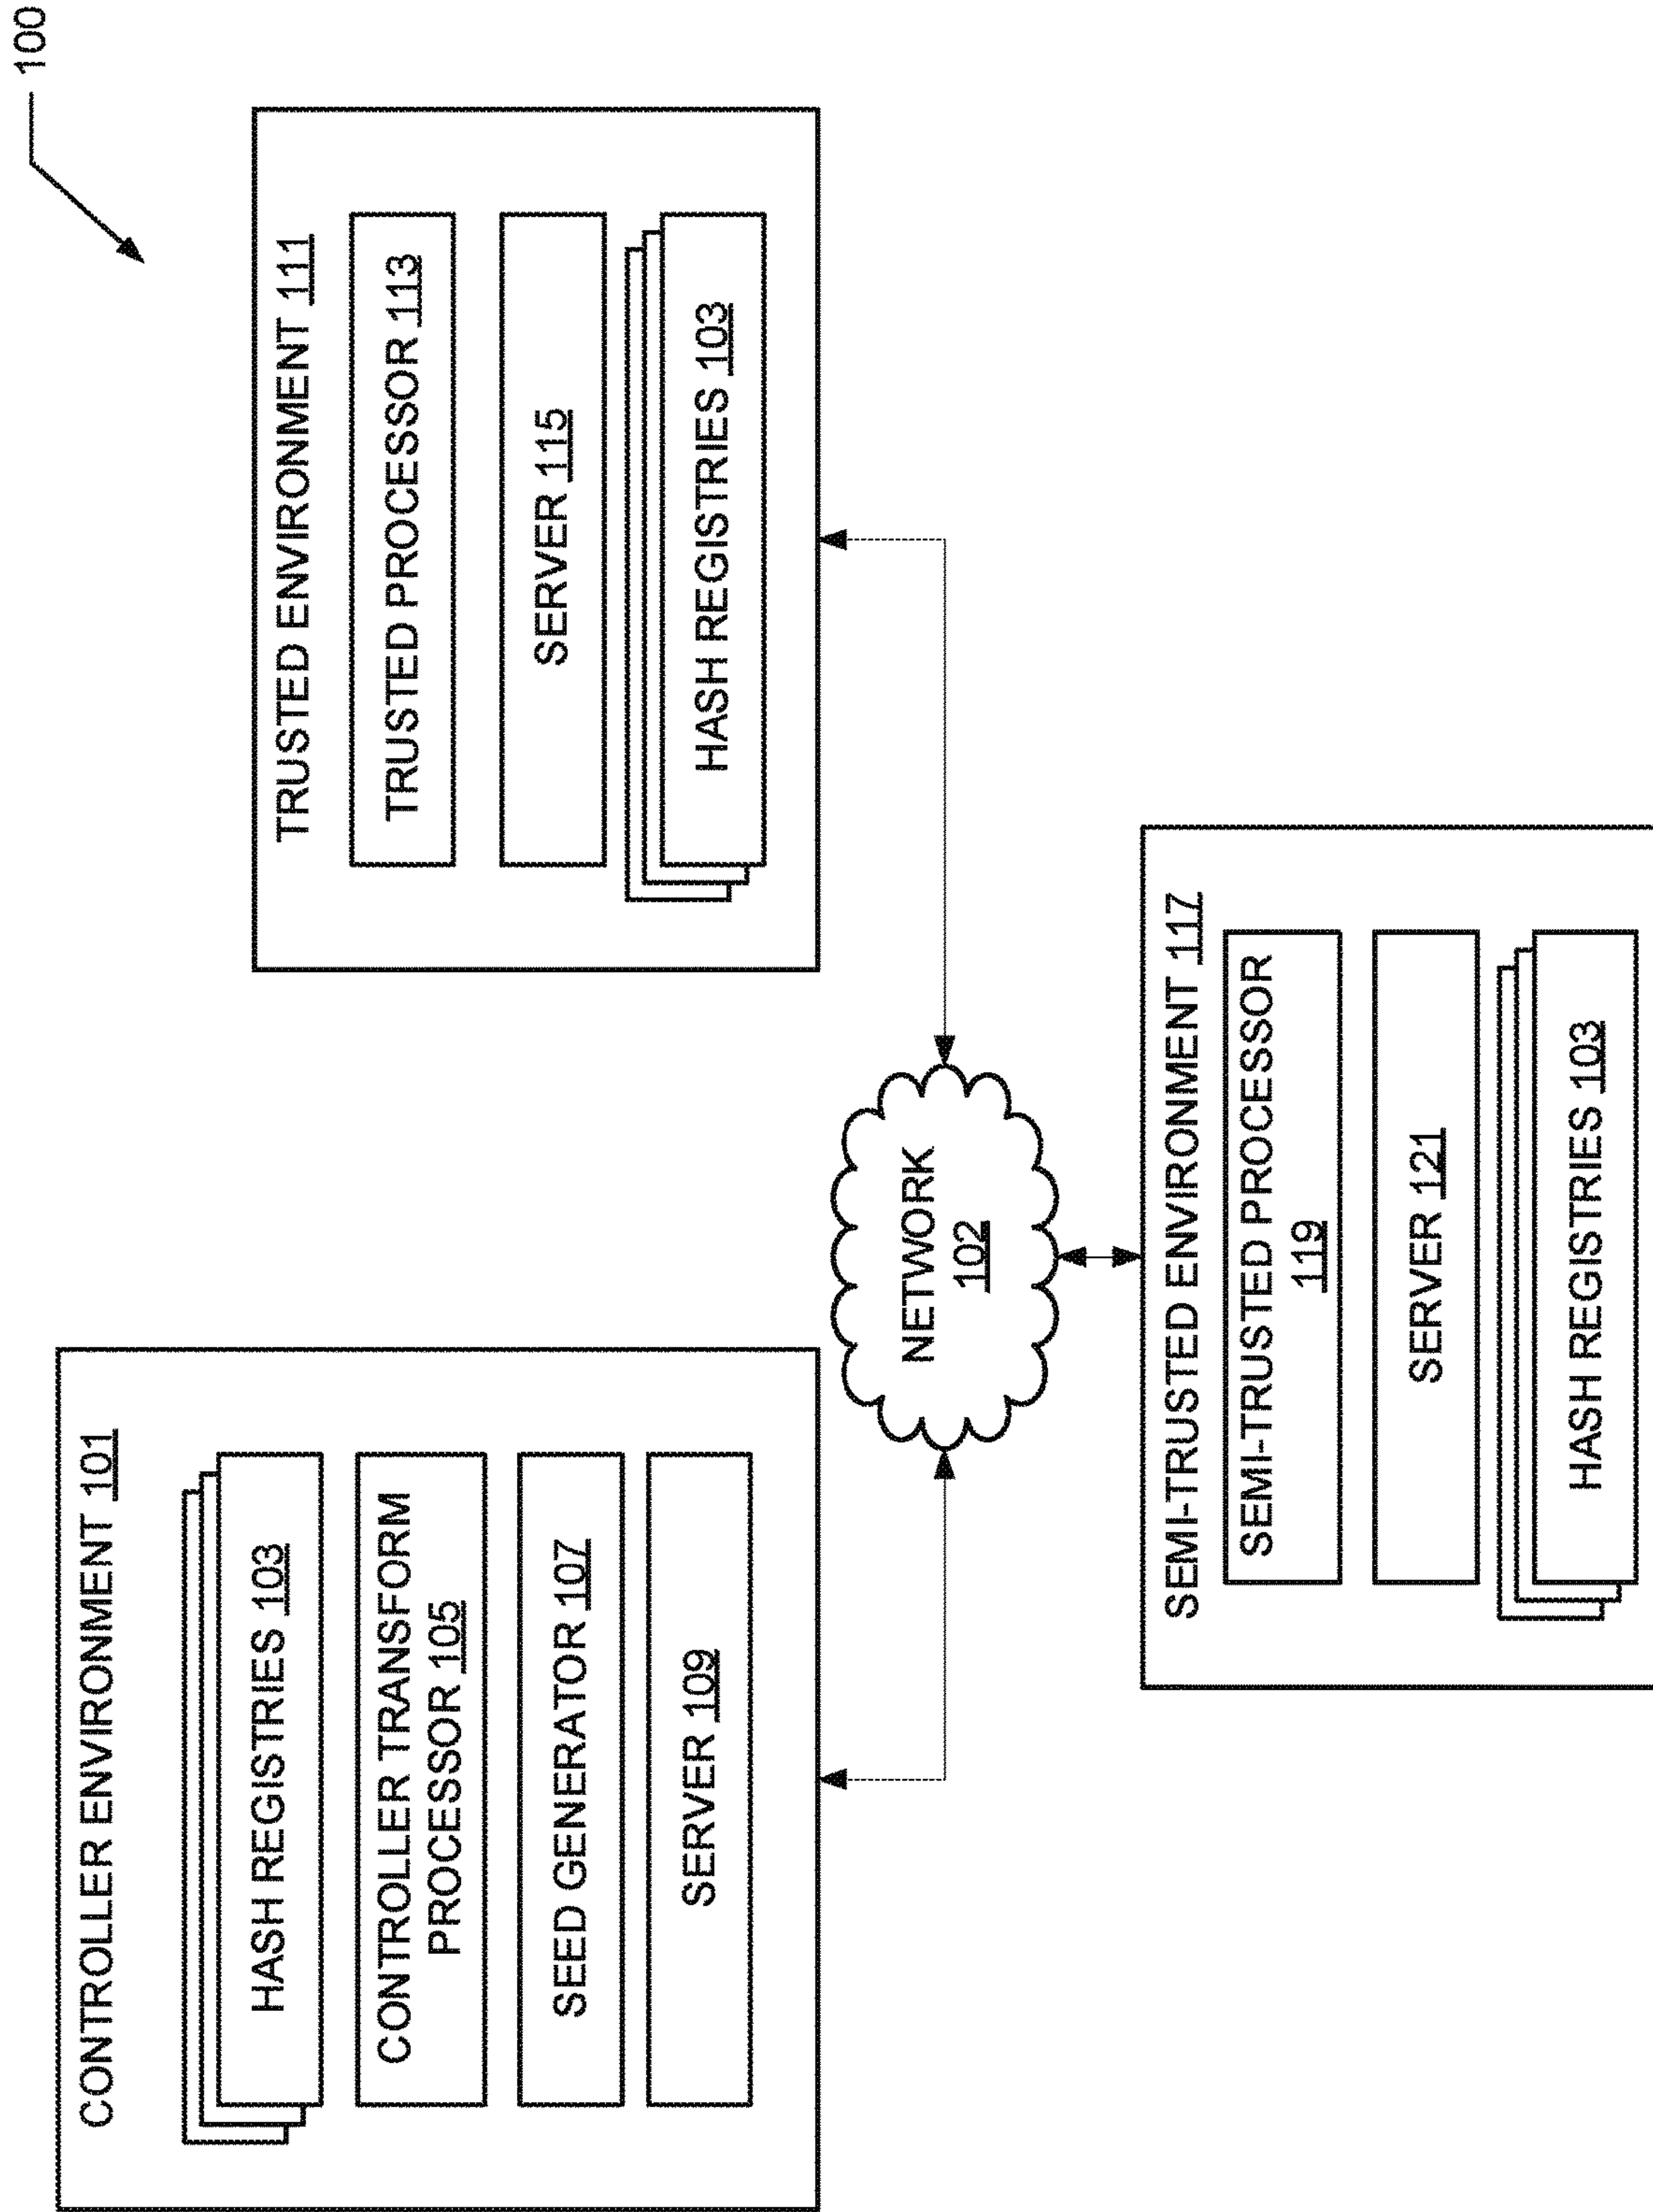 100
CONTROLLER ENVIRONMENT 101
HASH REGISTRIES 103
CONTROLLER TRANSFORM
PROCESSOR 105
SEED GENERATOR 107
SERVER 109
TRUSTED ENVIRONMENT 111
TRUSTED PROCESSOR 113
SERVER 115
HASH REGISTRIES 103
NETWORK
102
SEMI-TRUSTED ENVIRONMENT 117
SEMI-TRUSTED PROCESSOR
119
SERVER 121
HASH REGISTRIES 103